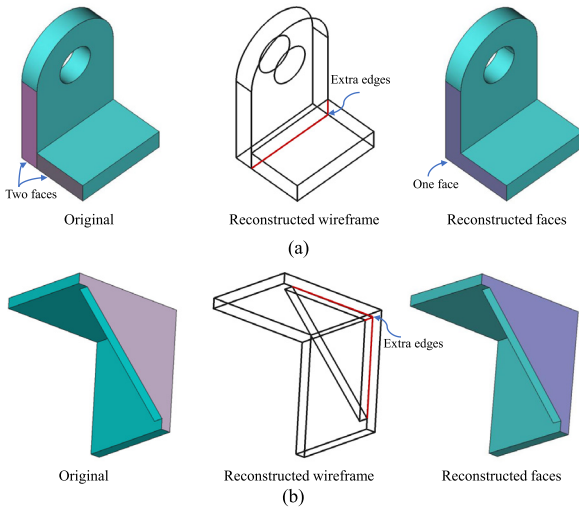 Extra edges
Two faces
One face
Original
Reconstructed wireframe
Reconstructed faces
(a)
Extra edges
Original
Reconstructed wireframe
Reconstructed faces
(b)